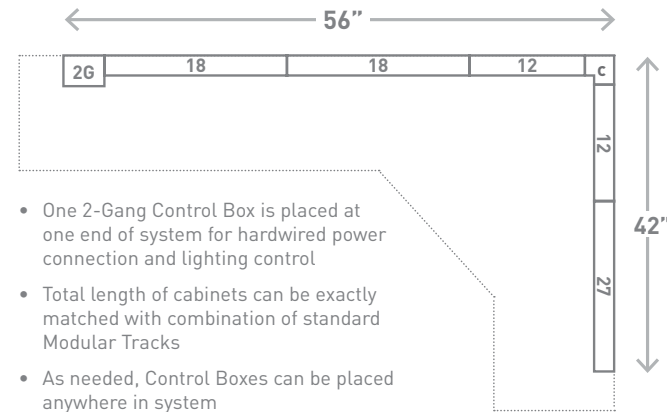 56”
2G 18 18 12 c
12
42”
27
• One 2-Gang Control Box is placed at
one end of system for hardwired power
connection and lighting control
• Total length of cabinets can be exactly
matched with combination of standard
Modular Tracks
• As needed, Control Boxes can be placed
anywhere in system